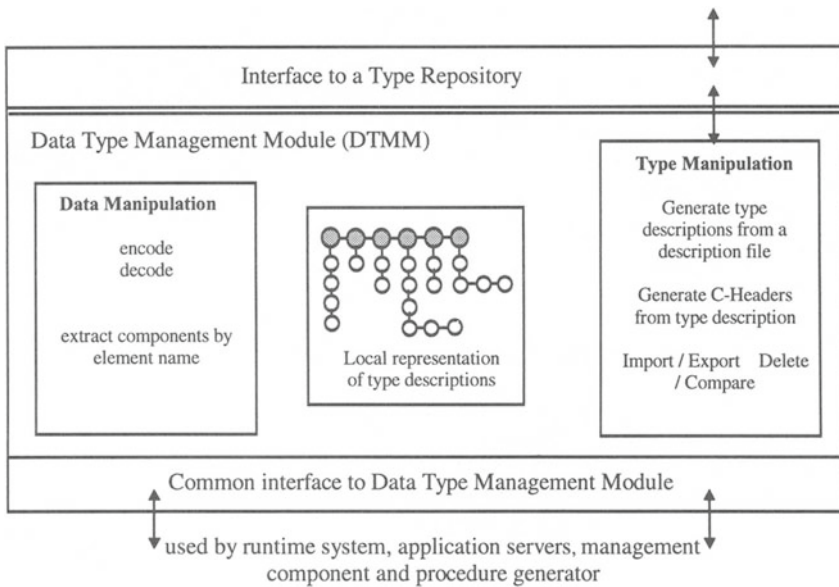 Interface to a Type Repository
Data Type Management Module (DTMM)
Data Manipulation
encode
decode
extract components by
element name
Local representation
of type descriptions
Type Manipulation
Generate type
descriptions from a
description file
Generate C-Headers
from type description
Import / Export Delete
/ Compare
Common interface to Data Type Management Module
used by runtime system, application servers, management
component and procedure generator